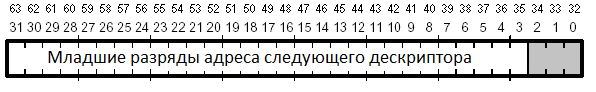 63 62 61 60 59 58 57 56 55 54 53 52 51 50 49 48 47 46 45 44 43 42 41 40 39 38 37 36 35 34 33 32
31 30 29 28 27 26 25 24 23 22 21 20 19 18 17 16 15 14 13 12 11 10 9 8 7 6 5 4 3 2 1 0
Младшие разряды адреса следующего дескриптора